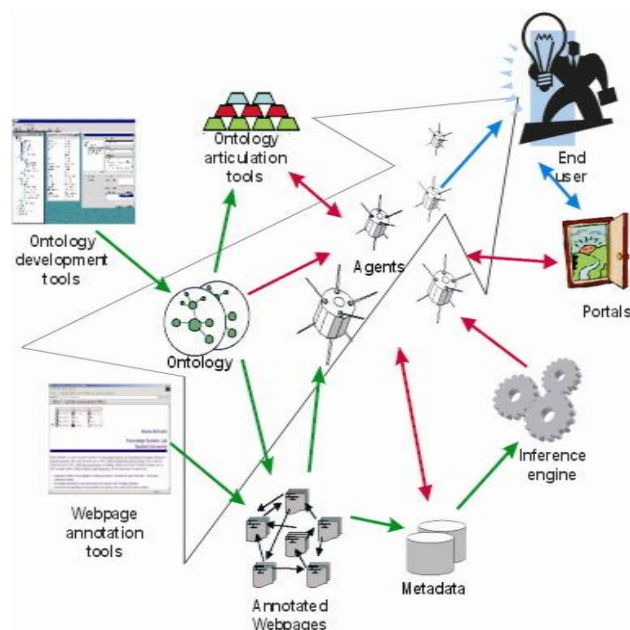 Ontology
articulation
tools
End
user
Ontology
development
tools
Agents
Portals
Ontology
Inference
engine
Webpage
annotation
tools
Metadata
Annotated
Webpages